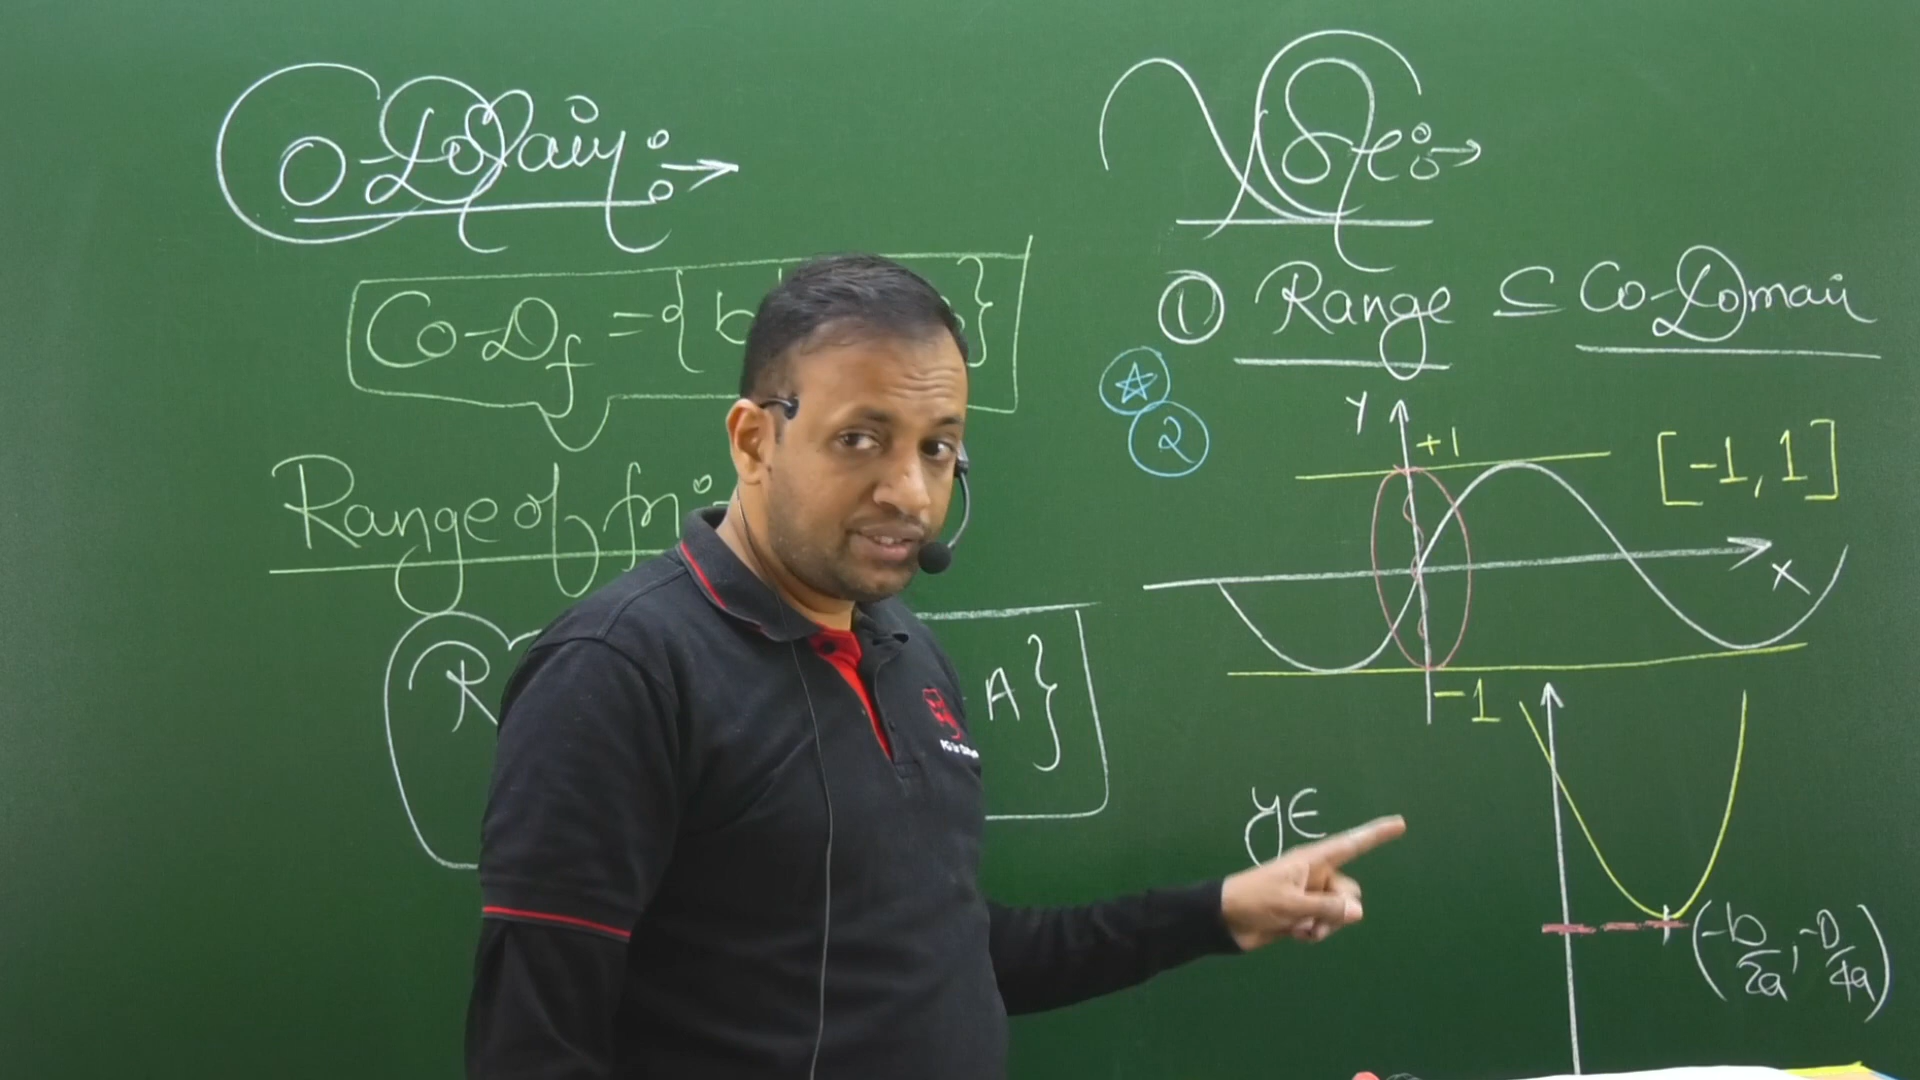 Co-Domain :→
Co-D_f = { b
}
Range of fn :-
R
A }
Note :→
① Range ⊆ Co-Domain
☆
②
Y
+1
[-1, 1]
X
-1
y ∈
(-b/2a, -D/4a)